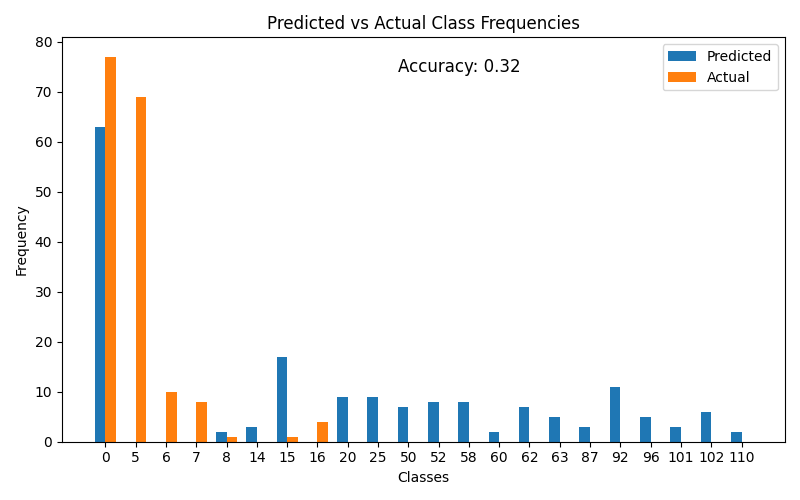 Predicted vs Actual Class Frequencies
Accuracy: 0.32
Predicted
Actual
80
70
60
50
40
30
20
10
0
Frequency
0 5 6 7 8 14 15 16 20 25 50 52 58 60 62 63 87 92 96 101 102 110
Classes